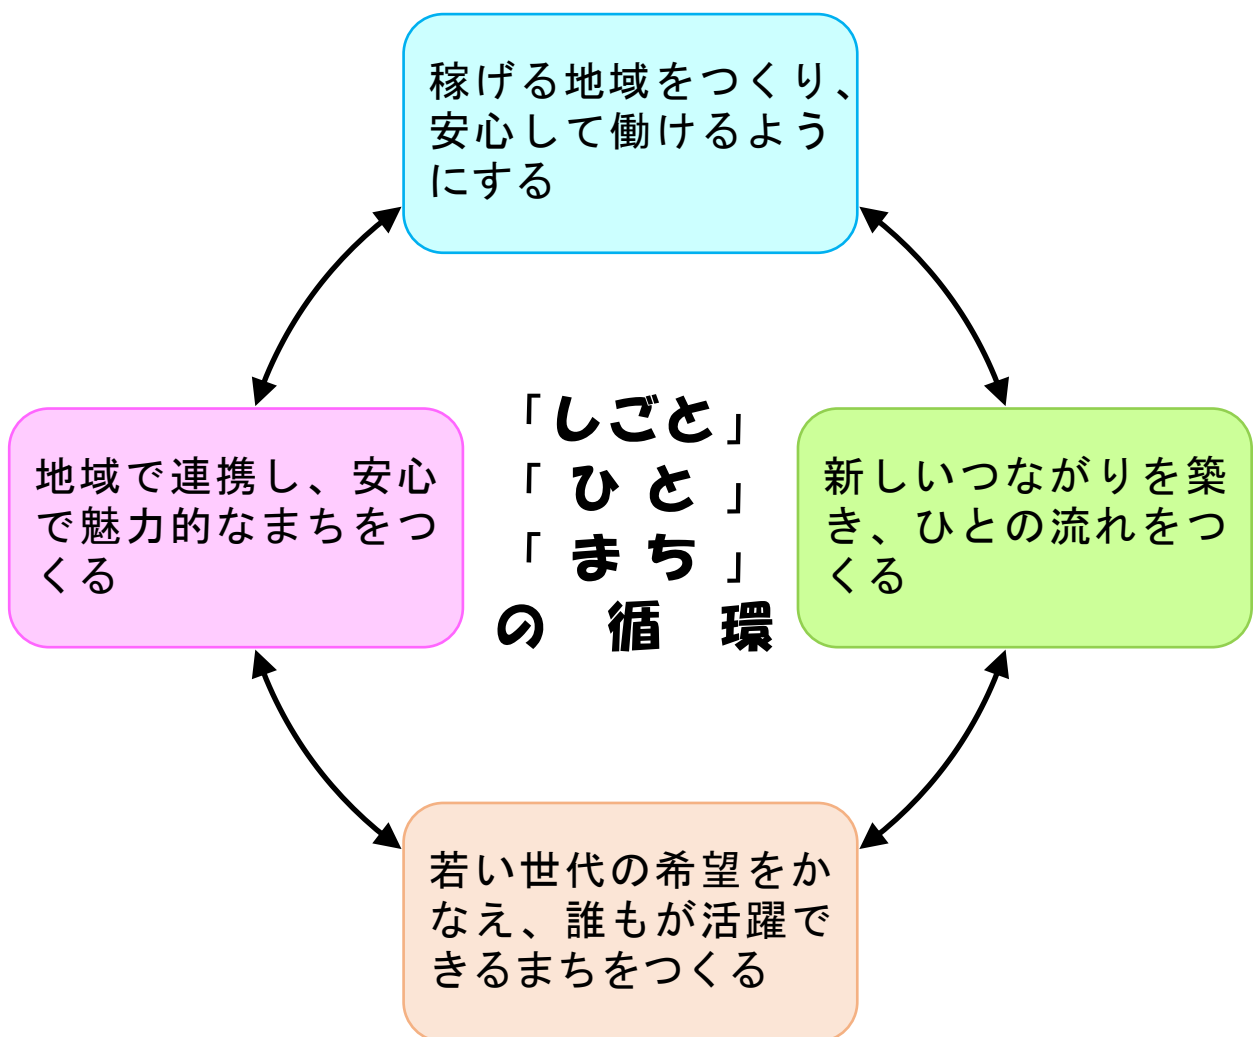 稼げる地域をつくり、
安心して働けるよう
にする
地域で連携し、安心
で魅力的なまちをつ
くる
「しごと」
「ひと」
「まち」
の循環
新しいつながりを築
き、ひとの流れをつ
くる
若い世代の希望をか
なえ、誰もが活躍で
きるまちをつくる